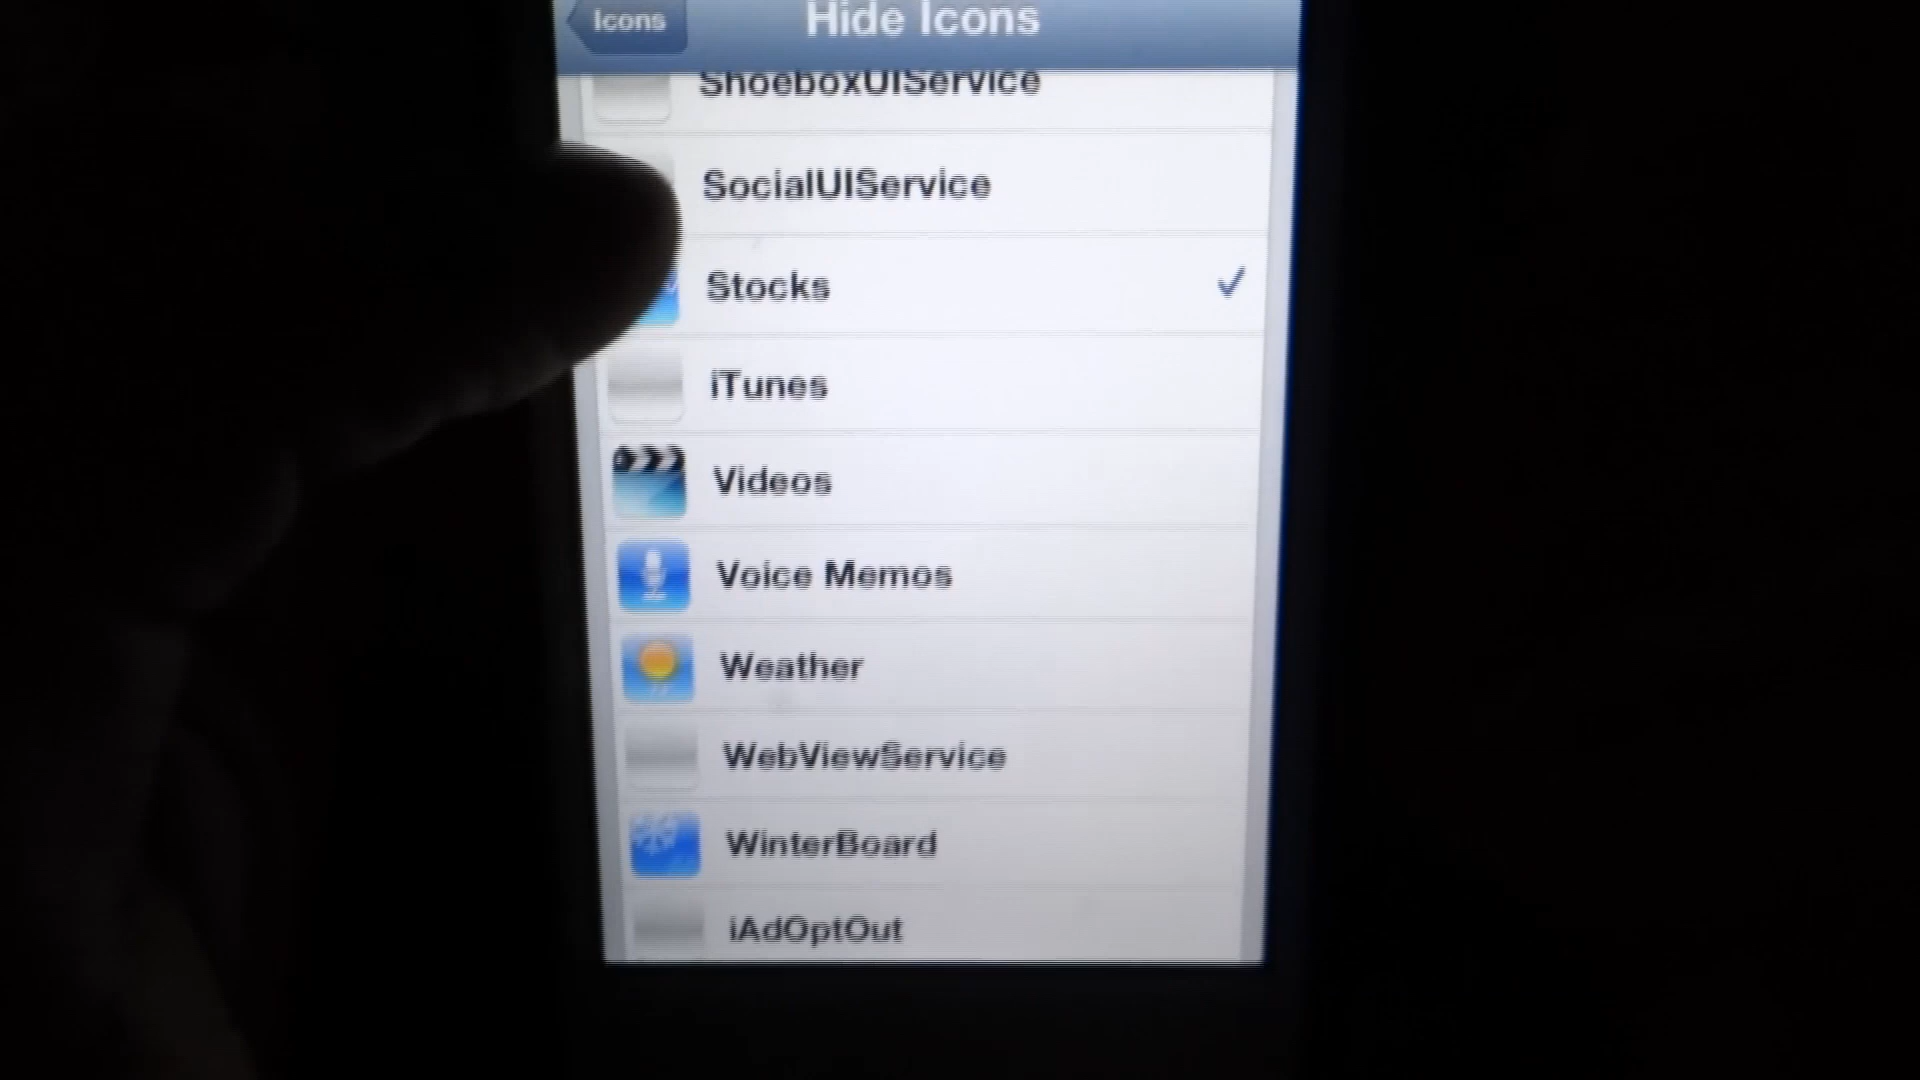 Icons
Hide Icons
ShoeboxUIService
SocialUIService
Stocks
iTunes
Videos
Voice Memos
Weather
WebViewService
WinterBoard
iAdOptOut